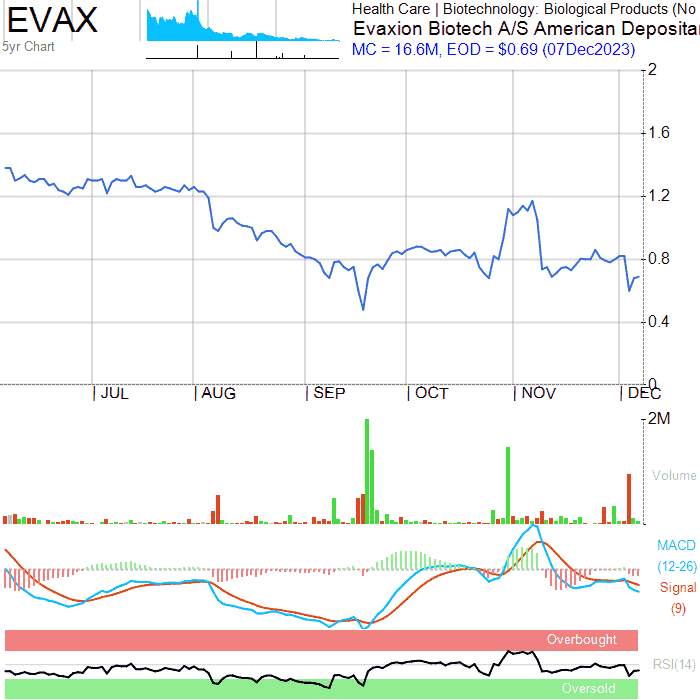 EVAX
5yr Chart
Health Care | Biotechnology: Biological Products (No
Evaxion Biotech A/S American Deposita
MC = 16.6M, EOD = $0.69 (07Dec2023)
2
1.6
1.2
0.8
0.4
0
JUL AUG SEP OCT NOV DEC
2M
Volume
MACD
(12-26)
Signal
(9)
Overbought
RSI(14)
Oversold